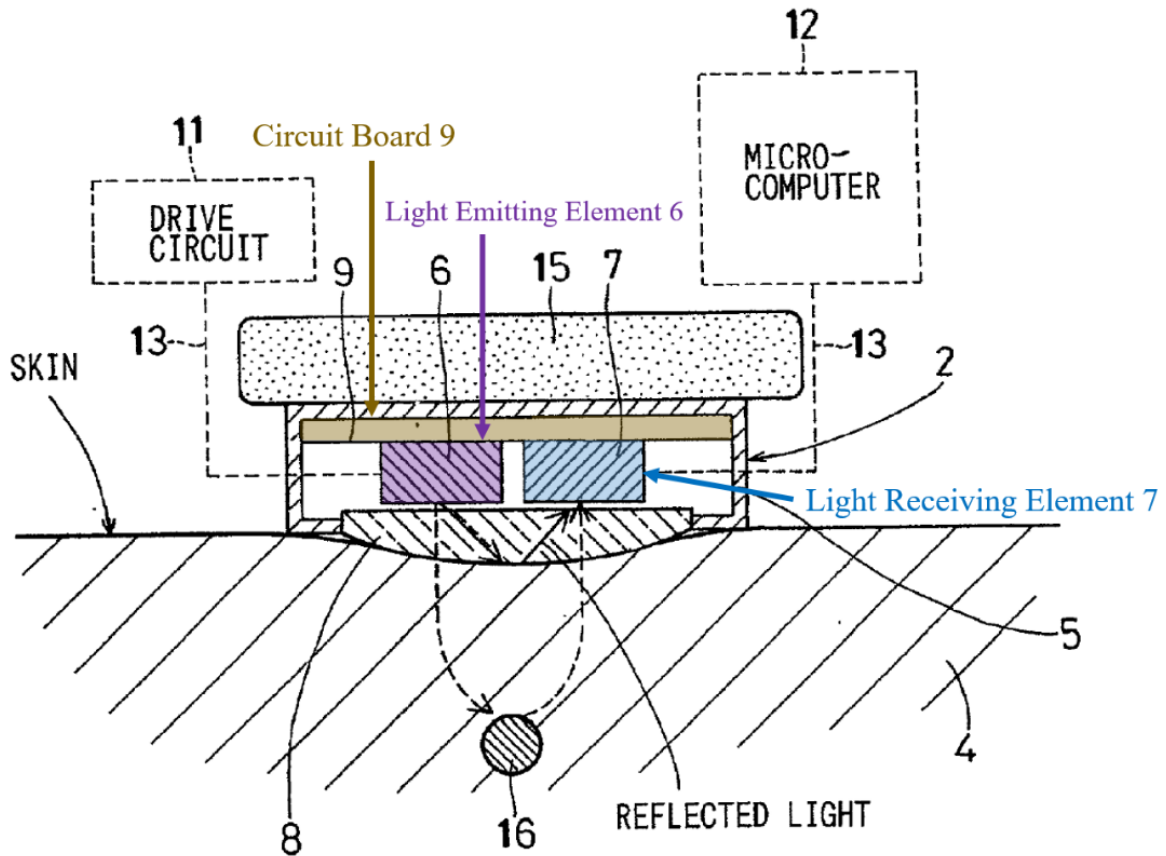 12
11
Circuit Board 9
MICRO-
COMPUTER
DRIVE
CIRCUIT
Light Emitting Element 6
9
6
15
7
13
13
SKIN
2
Light Receiving Element 7
5
4
8
16
REFLECTED LIGHT